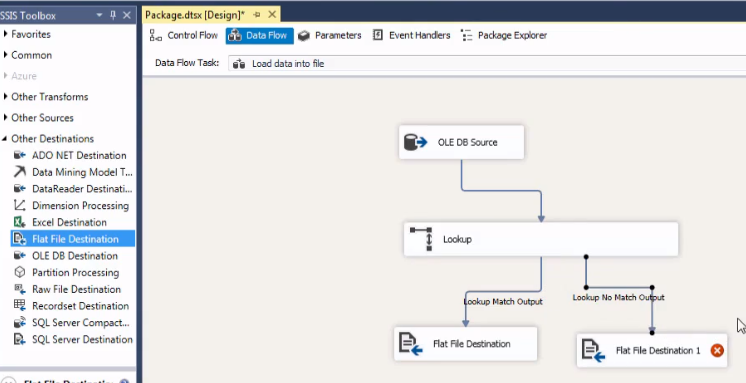 SSIS Toolbox
Package.dtsx [Design]*
Favorites
Common
Azure
Other Transforms
Other Sources
Other Destinations
ADO NET Destination
Data Mining Model T...
DataReader Destinati...
Dimension Processing
Excel Destination
Flat File Destination
OLE DB Destination
Partition Processing
Raw File Destination
Recordset Destination
SQL Server Compact...
SQL Server Destination
Flat File Destination
Control Flow Data Flow Parameters Event Handlers Package Explorer
Data Flow Task: Load data into file
OLE DB Source
Lookup
Lookup Match Output
Lookup No Match Output
Flat File Destination
Flat File Destination 1